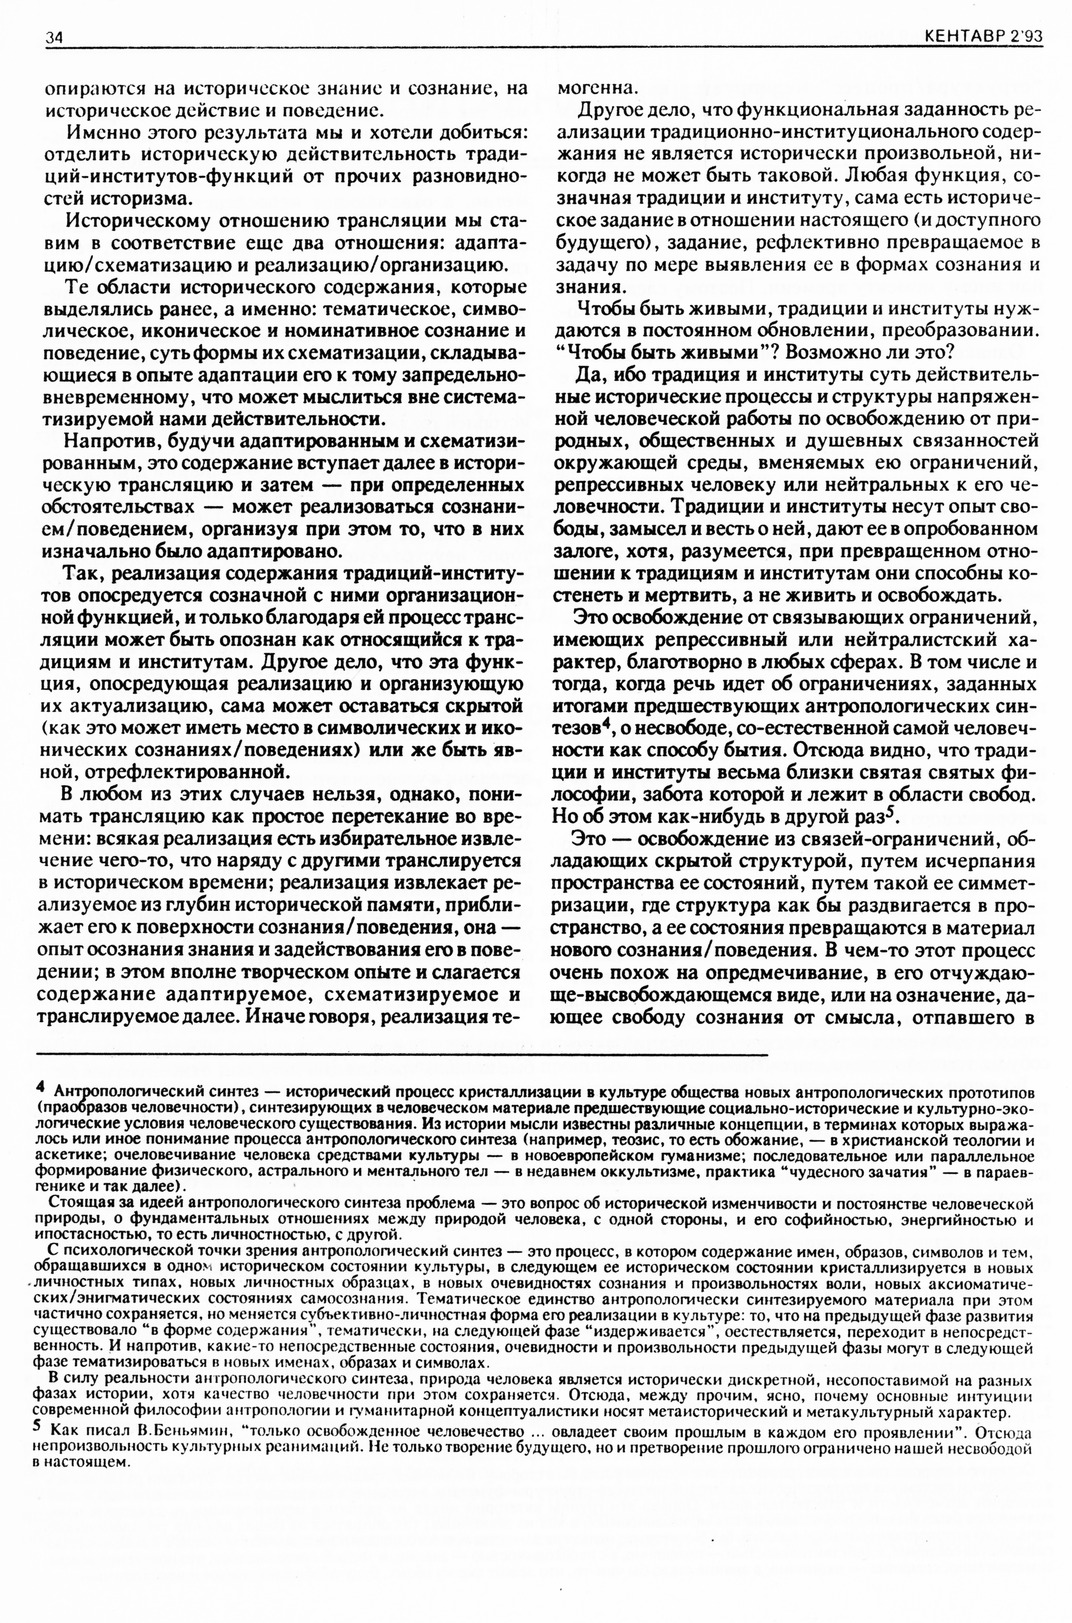 34
КЕНТАВР 2'93
опираются на историческое знание и сознание, на
историческое действие и поведение.
Именно этого результата мы и хотели добиться:
отделить историческую действительность тради-
ций-институтов-функций от прочих разновидно-
стей историзма.
Историческому отношению трансляции мы ста-
вим в соответствие еще два отношения: адапта-
цию/схематизацию и реализацию/организацию.
Те области исторического содержания, которые
выделялись ранее, а именно: тематическое, симво-
лическое, иконическое и номинативное сознание и
поведение, суть формы их схематизации, складыва-
ющиеся в опыте адаптации его к тому запредельно-
вневременному, что может мыслиться вне система-
тизируемой нами действительности.
Напротив, будучи адаптированным и схематизи-
рованным, это содержание вступает далее в истори-
ческую трансляцию и затем — при определенных
обстоятельствах — может реализоваться сознани-
ем/поведением, организуя при этом то, что в них
изначально было адаптировано.
Так, реализация содержания традиций-институ-
тов опосредуется созначной с ними организацион-
ной функцией, и только благодаря ей процесс транс-
ляции может быть опознан как относящийся к тра-
дициям и институтам. Другое дело, что эта функ-
ция, опосредующая реализацию и организующую
их актуализацию, сама может оставаться скрытой
(как это может иметь место в символических и ико-
нических сознаниях/поведениях) или же быть яв-
ной, отрефлектированной.
В любом из этих случаев нельзя, однако, пони-
мать трансляцию как простое перетекание во вре-
мени: всякая реализация есть избирательное извле-
чение чего-то, что наряду с другими транслируется
в историческом времени; реализация извлекает ре-
ализуемое из глубин исторической памяти, прибли-
жает его к поверхности сознания/поведения, она —
опыт осознания знания и задействования его в пове-
дении; в этом вполне творческом опыте и слагается
содержание адаптируемое, схематизируемое и
транслируемое далее. Иначе говоря, реализация те-
могенна.
Другое дело, что функциональная заданность ре-
ализации традиционно-институционального содер-
жания не является исторически произвольной, ни-
когда не может быть таковой. Любая функция, со-
значная традиции и институту, сама есть историче-
ское задание в отношении настоящего (и доступного
будущего), задание, рефлективно превращаемое в
задачу по мере выявления ее в формах сознания и
знания.
Чтобы быть живыми, традиции и институты нуж-
даются в постоянном обновлении, преобразовании.
“Чтобы быть живыми”? Возможно ли это?
Да, ибо традиция и институты суть действитель-
ные исторические процессы и структуры напряжен-
ной человеческой работы по освобождению от при-
родных, общественных и душевных связанностей
окружающей среды, вменяемых ею ограничений,
репрессивных человеку или нейтральных к его че-
ловечности. Традиции и институты несут опыт сво-
боды, замысел и весть о ней, дают ее в опробованном
залоге, хотя, разумеется, при превращенном отно-
шении к традициям и институтам они способны ко-
стенеть и мертвить, а не живить и освобождать.
Это освобождение от связывающих ограничений,
имеющих репрессивный или нейтралистский ха-
рактер, благотворно в любых сферах. В том числе и
тогда, когда речь идет об ограничениях, заданных
итогами предшествующих антропологических син-
тезов⁴, о несвободе, со-естественной самой человеч-
ности как способу бытия. Отсюда видно, что тради-
ции и институты весьма близки святая святых фи-
лософии, забота которой и лежит в области свобод.
Но об этом как-нибудь в другой раз⁵.
Это — освобождение из связей-ограничений, об-
ладающих скрытой структурой, путем исчерпания
пространства ее состояний, путем такой ее симмет-
ризации, где структура как бы раздвигается в про-
странство, а ее состояния превращаются в материал
нового сознания/поведения. В чем-то этот процесс
очень похож на опредмечивание, в его отчуждаю-
ще-высвобождающемся виде, или на означение, да-
ющее свободу сознания от смысла, отпавшего в
4 Антропологический синтез — исторический процесс кристаллизации в культуре общества новых антропологических прототипов
(праобразов человечности), синтезирующих в человеческом материале предшествующие социально-исторические и культурно-эко-
логические условия человеческого существования. Из истории мысли известны различные концепции, в терминах которых выража-
лось или иное понимание процесса антропологического синтеза (например, теозис, то есть обожание, — в христианской теологии и
аскетике; очеловечивание человека средствами культуры — в новоевропейском гуманизме; последовательное или параллельное
формирование физического, астрального и ментального тел — в недавнем оккультизме, практика “чудесного зачатия” — в параев-
генике и так далее).
Стоящая за идеей антропологического синтеза проблема — это вопрос об исторической изменчивости и постоянстве человеческой
природы, о фундаментальных отношениях между природой человека, с одной стороны, и его софийностью, энергийностью и
ипостасностью, то есть личностностью, с другой.
С психологической точки зрения антропологический синтез — это процесс, в котором содержание имен, образов, символов и тем,
обращавшихся в одном историческом состоянии культуры, в следующем ее историческом состоянии кристаллизируется в новых
личностных типах, новых личностных образцах, в новых очевидностях сознания и произвольностях воли, новых аксиоматиче-
ских/энигматических состояниях самосознания. Тематическое единство антропологически синтезируемого материала при этом
частично сохраняется, но меняется субъективно-личностная форма его реализации в культуре: то, что на предыдущей фазе развития
существовало “в форме содержания”, тематически, на следующей фазе “издерживается”, оестествляется, переходит в непосредст-
венность. И напротив, какие-то непосредственные состояния, очевидности и произвольности предыдущей фазы могут в следующей
фазе тематизироваться в новых именах, образах и символах.
В силу реальности антропологического синтеза, природа человека является исторически дискретной, несопоставимой на разных
фазах истории, хотя качество человечности при этом сохраняется. Отсюда, между прочим, ясно, почему основные интуиции
современной философии антропологии и гуманитарной концептуалистики носят метаисторический и метакультурный характер.
5 Как писал В.Беньямин, “только освобожденное человечество ... овладеет своим прошлым в каждом его проявлении”. Отсюда
непроизвольность культурных реанимаций. Не только творение будущего, но и претворение прошлого ограничено нашей несвободой
в настоящем.